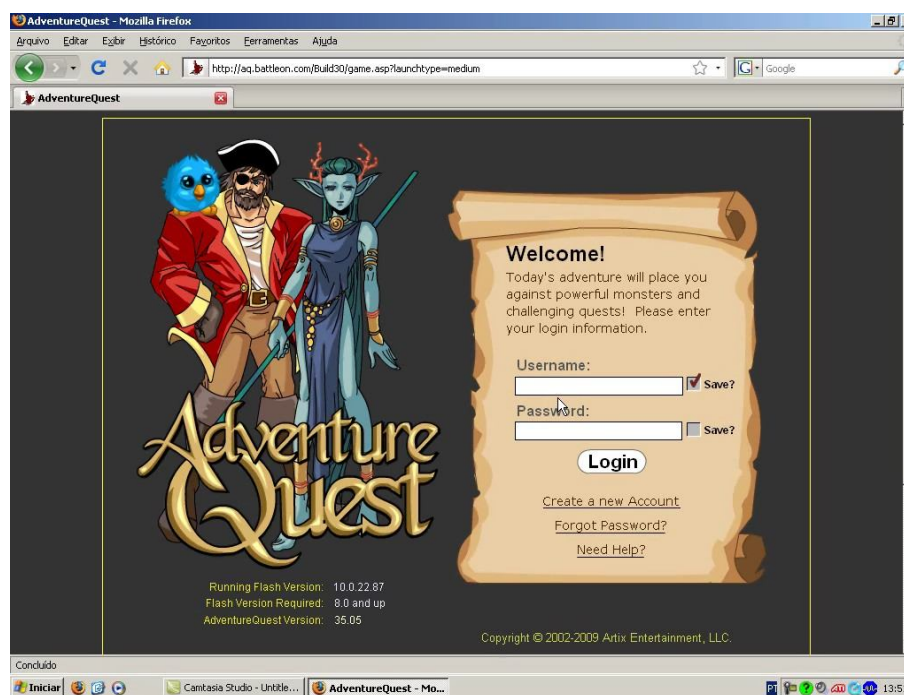 AdventureQuest - Mozilla Firefox
Arquivo Editar Exibir Histórico Favoritos Ferramentas Ajuda
http://aq.battleon.com/Build30/game.asp?launchtype=medium
Google
AdventureQuest
Welcome!
Today's adventure will place you
against powerful monsters and
challenging quests! Please enter
your login information.
Username:
Save?
Password:
Save?
Login
Create a new Account
Forgot Password?
Need Help?
Adventure
Quest
Running Flash Version: 10.0.22.87
Flash Version Required: 8.0 and up
AdventureQuest Version: 35.05
Copyright © 2002-2009 Artix Entertainment, LLC.
Concluído
Iniciar
Camtasia Studio - Untitle...
AdventureQuest - Mo...
PT
13:5